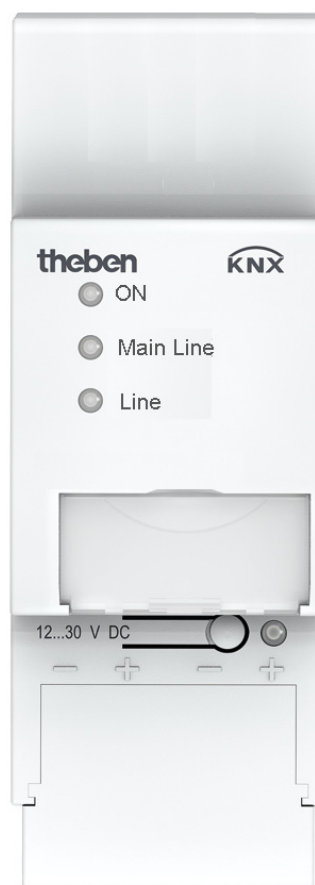 theben KNX
ON
Main Line
Line
12...30 V DC
− + − +